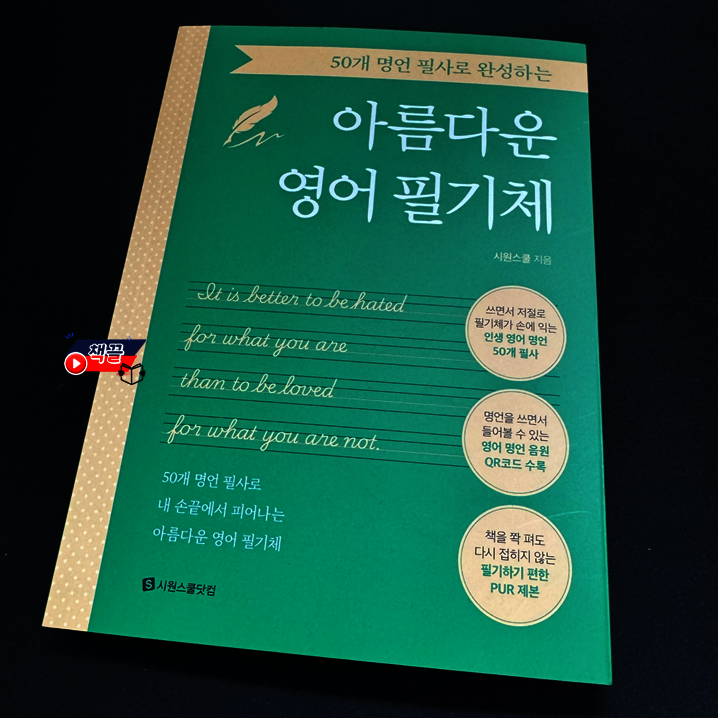 50개 명언 필사로 완성하는
아름다운
영어 필기체
시원스쿨 지음
It is better to be hated
for what you are
than to be loved
for what you are not.
쓰면서 저절로
필기체가 손에 익는
인생 영어 명언
50개 필사
명언을 쓰면서
들어볼 수 있는
영어 명언 음원
QR코드 수록
책을 쫙 펴도
다시 접히지 않는
필기하기 편한
PUR 제본
50개 명언 필사로
내 손끝에서 피어나는
아름다운 영어 필기체
S 시원스쿨닷컴
책끌